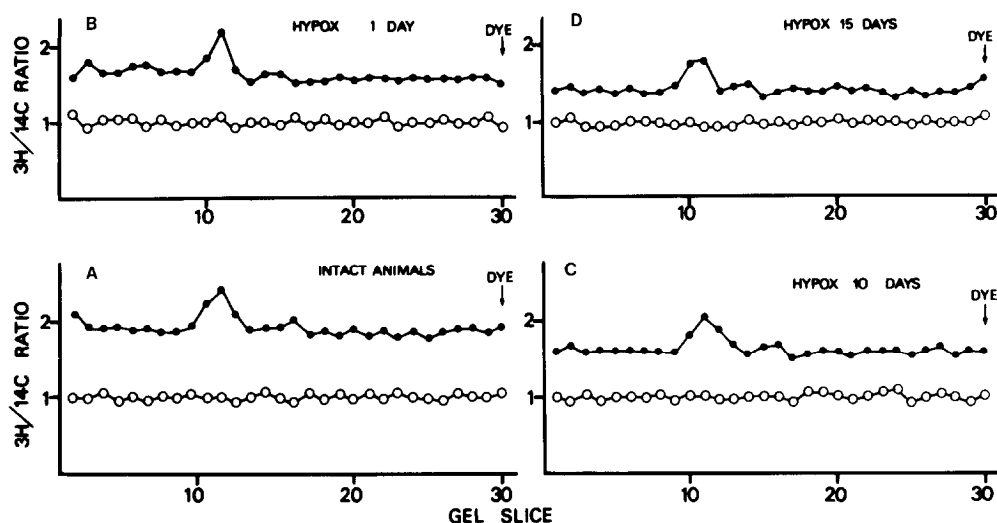 B
HYPOX 1 DAY
DYE
3H/14C RATIO
2
1
10
20
30
D
HYPOX 15 DAYS
DYE
2
1
10
20
30
A
INTACT ANIMALS
DYE
3H/14C RATIO
2
1
10
20
30
C
HYPOX 10 DAYS
DYE
2
1
10
20
30
GEL SLICE